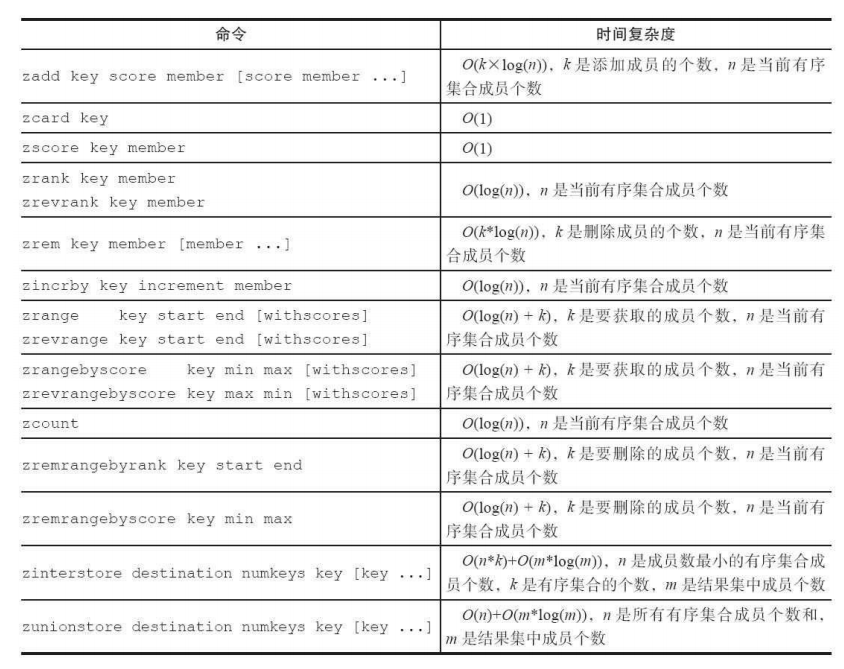 命令 时间复杂度
zadd key score member [score member ...] O(k×log(n)),k 是添加成员的个数,n 是当前有序
集合成员个数
zcard key O(1)
zscore key member O(1)
zrank key member
zrevrank key member
O(log(n)),n 是当前有序集合成员个数
zrem key member [member ...] O(k*log(n)),k 是删除成员的个数,n 是当前有序集
合成员个数
zincrby key increment member O(log(n)),n 是当前有序集合成员个数
zrange key start end [withscores]
zrevrange key start end [withscores]
O(log(n) + k),k 是要获取的成员个数,n 是当前有
序集合成员个数
zrangebyscore key min max [withscores]
zrevrangebyscore key max min [withscores]
O(log(n) + k),k 是要获取的成员个数,n 是当前有
序集合成员个数
zcount O(log(n)),n 是当前有序集合成员个数
zremrangebyrank key start end O(log(n) + k),k 是要删除的成员个数,n 是当前有
序集合成员个数
zremrangebyscore key min max O(log(n) + k),k 是要删除的成员个数,n 是当前有
序集合成员个数
zinterstore destination numkeys key [key ...] O(n*k)+O(m*log(m)),n 是成员数最小的有序集合成
员个数,k 是有序集合的个数,m 是结果集中成员个数
zunionstore destination numkeys key [key ...] O(n)+O(m*log(m)),n 是所有有序集合成员个数和,
m 是结果集中成员个数